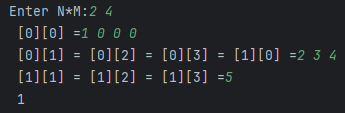 Enter N*M:2 4
[0][0] =1 0 0 0
[0][1] = [0][2] = [0][3] = [1][0] =2 3 4
[1][1] = [1][2] = [1][3] =5
1